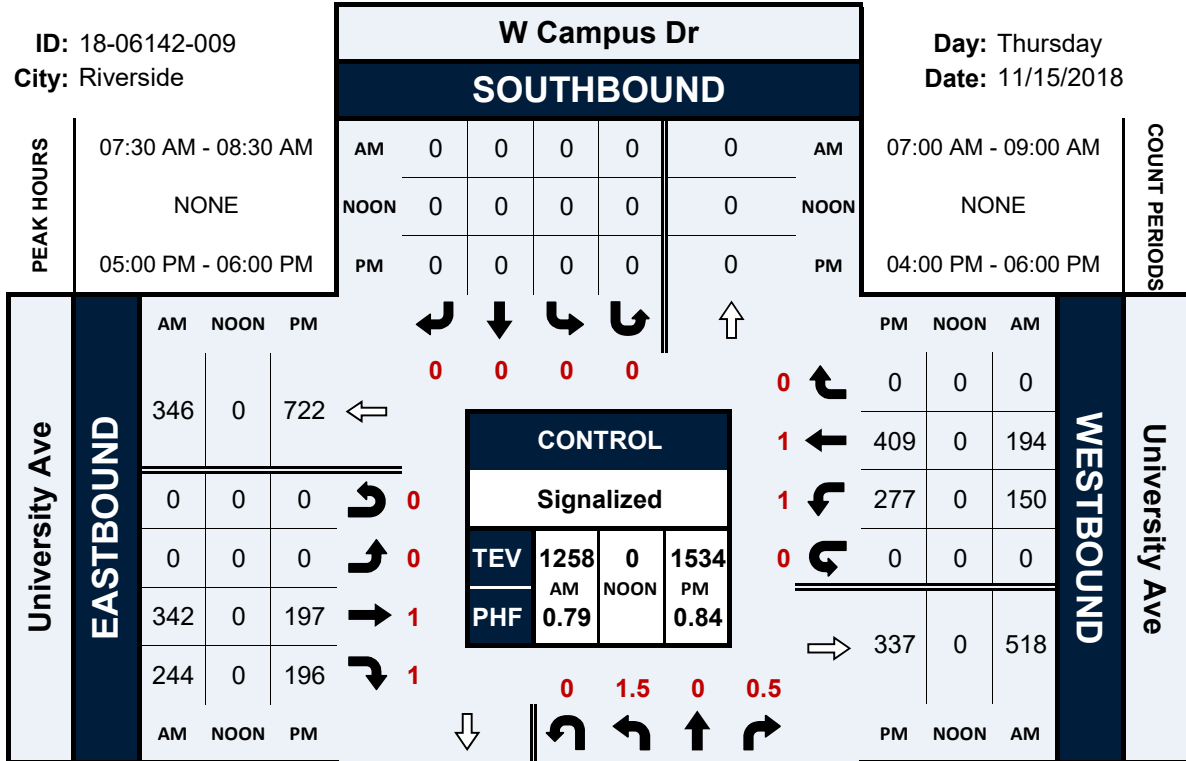 ID: 18-06142-009
City: Riverside
W Campus Dr
SOUTHBOUND
Day: Thursday
Date: 11/15/2018
PEAK HOURS
07:30 AM - 08:30 AM
NONE
05:00 PM - 06:00 PM
AM 0 0 0 0 0 AM
NOON 0 0 0 0 0 NOON
PM 0 0 0 0 0 PM
07:00 AM - 09:00 AM
NONE
04:00 PM - 06:00 PM
COUNT PERIODS
0 0 0 0
University Ave
EASTBOUND
AM NOON PM
346 0 722
0 0 0 0
0 0 0 0
342 0 197 1
244 0 196 1
AM NOON PM
CONTROL
Signalized
TEV 1258 0 1534
AM NOON PM
PHF 0.79 0.84
PM NOON AM
0 0 0 0
1 409 0 194
1 277 0 150
0 0 0 0
337 0 518
PM NOON AM
WESTBOUND
University Ave
0 1.5 0 0.5